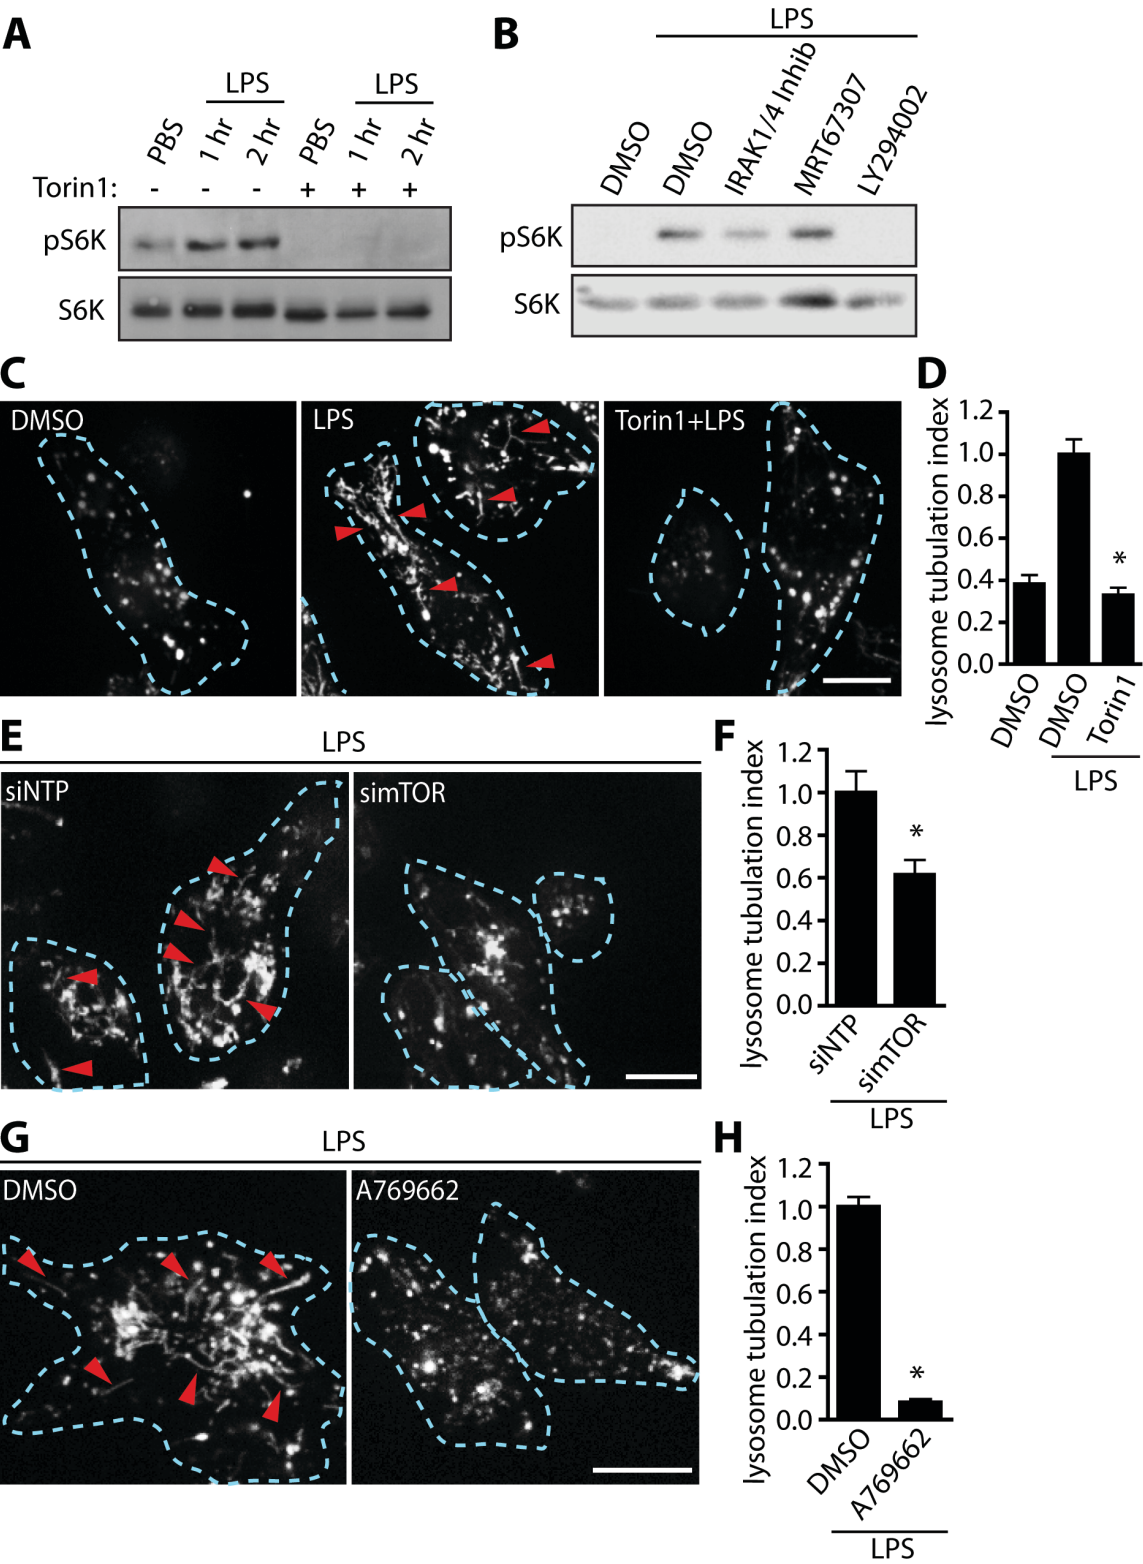 A
LPS
LPS
PBS
1 hr
2 hr
PBS
1 hr
2 hr
Torin1: - - - + + +
pS6K
S6K
B
LPS
DMSO
DMSO
IRAK1/4 Inhib
MRT67307
LY294002
pS6K
S6K
C
DMSO
LPS
Torin1+LPS
D
lysosome tubulation index
1.2
1.0
0.8
0.6
0.4
0.2
0.0
*
DMSO
DMSO
Torin1
LPS
E
LPS
siNTP
simTOR
F
lysosome tubulation index
1.2
1.0
0.8
0.6
0.4
0.2
0.0
*
siNTP
simTOR
LPS
G
LPS
DMSO
A769662
H
lysosome tubulation index
1.2
1.0
0.8
0.6
0.4
0.2
0.0
*
DMSO
A769662
LPS